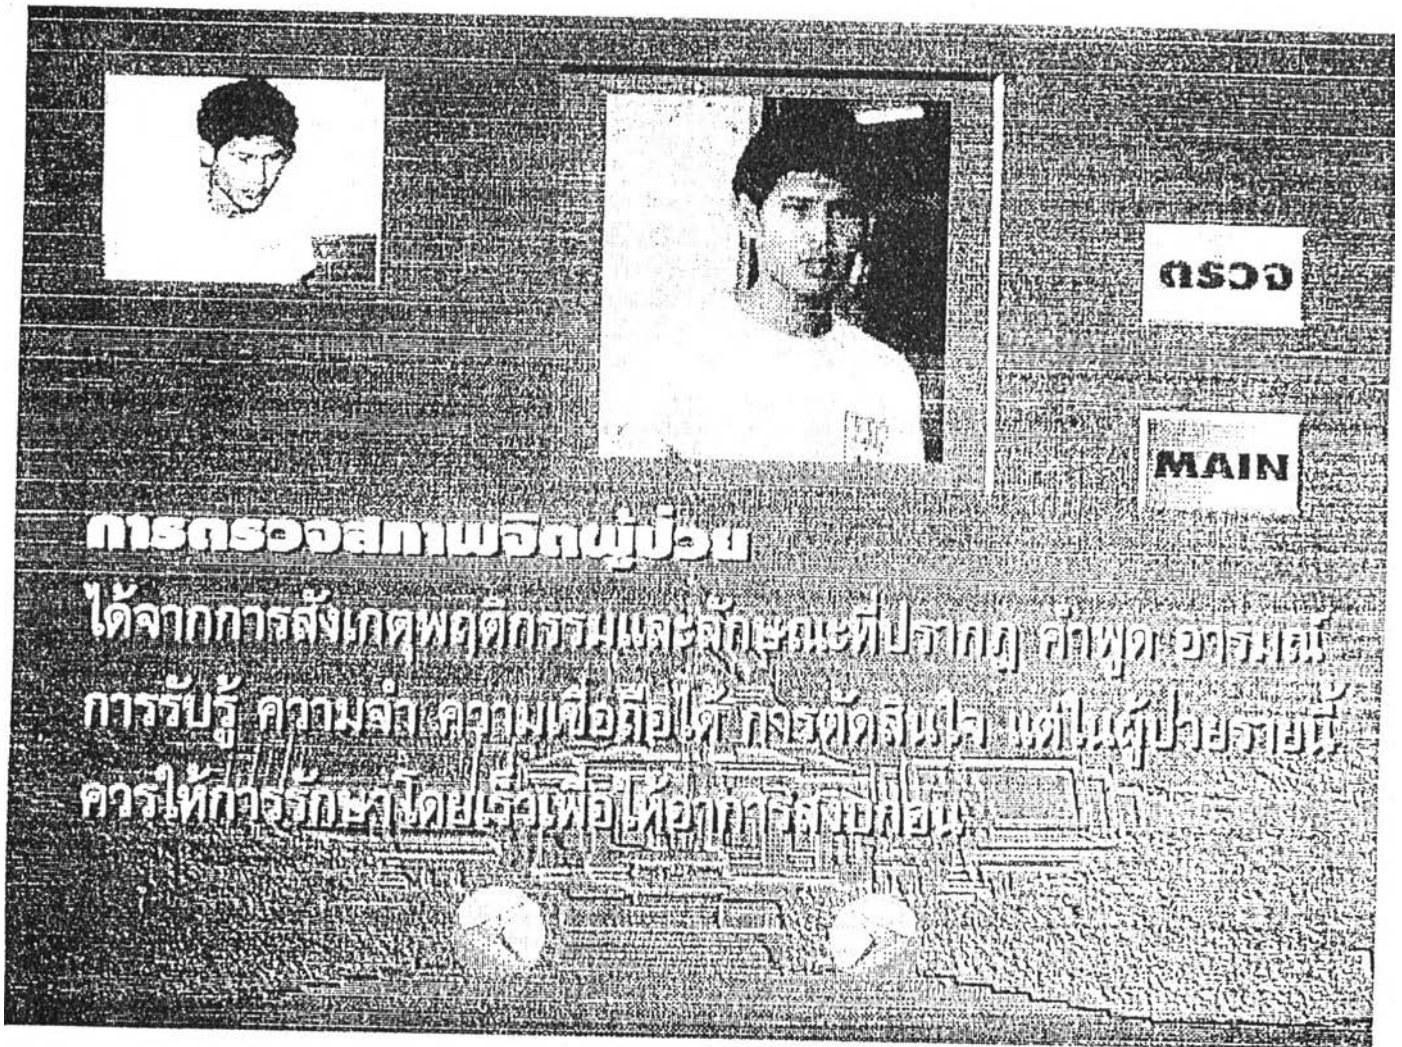 ตรวจ
MAIN
การตรวจสภาพจิตผู้ป่วย
ได้จากการสังเกตุพฤติกรรมและลักษณะที่ปรากฎ คำพูด อารมณ์
การรับรู้ ความจำ ความเชื่อถือได้ การตัดสินใจ แต่ในผู้ป่วยรายนี้
ควรให้การรักษาโดยเร็วเพื่อให้อาการสงบก่อน